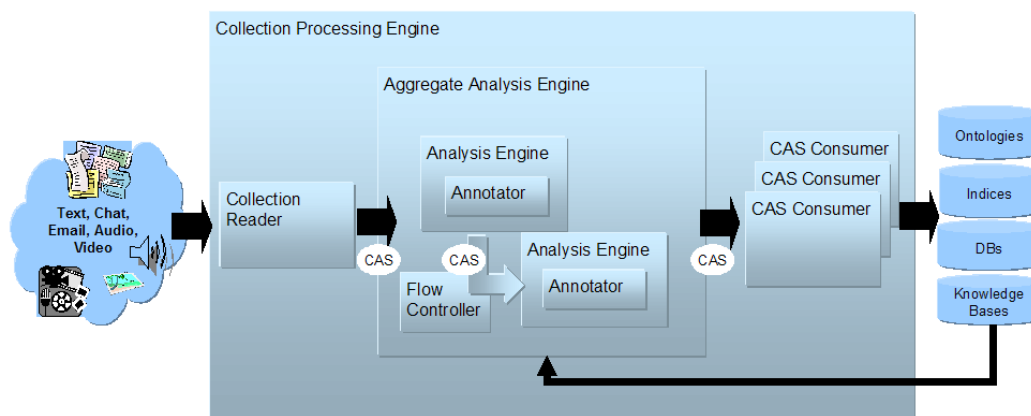 Collection Processing Engine
Aggregate Analysis Engine
Text, Chat,
Email, Audio,
Video
Collection
Reader
CAS
Analysis Engine
Annotator
CAS
Flow
Controller
Analysis Engine
Annotator
CAS
CAS Consumer
CAS Consumer
CAS Consumer
Ontologies
Indices
DBs
Knowledge
Bases